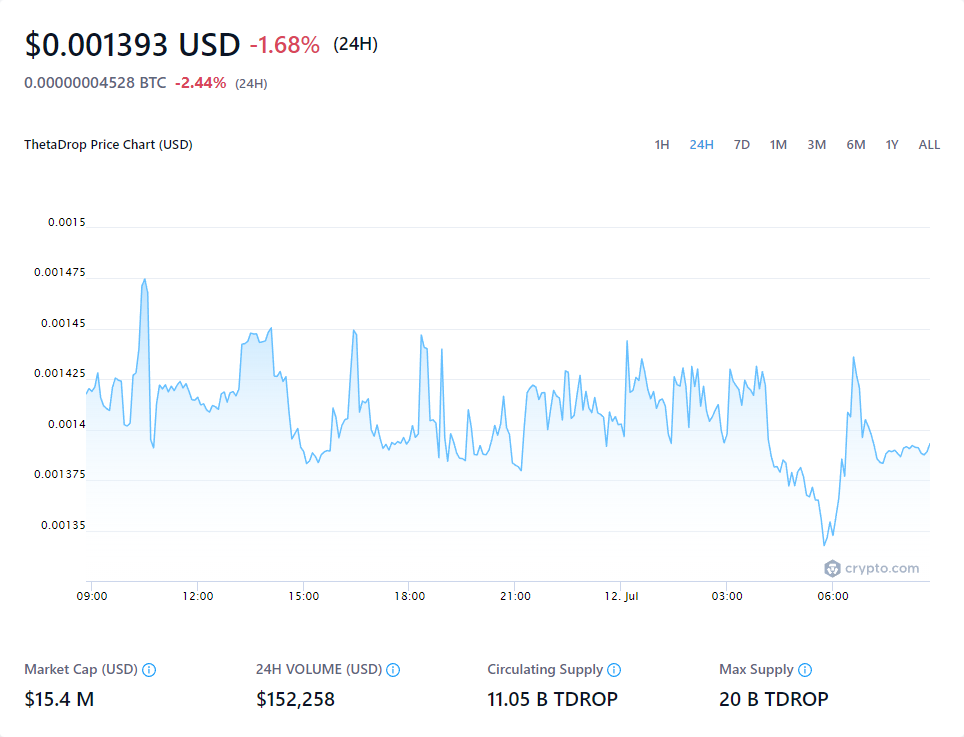 $0.001393 USD -1.68% (24H)
0.00000004528 BTC -2.44% (24H)
ThetaDrop Price Chart (USD) 1H 24H 7D 1M 3M 6M 1Y ALL
0.0015
0.001475
0.00145
0.001425
0.0014
0.001375
0.00135
crypto.com
09:00 12:00 15:00 18:00 21:00 12. Jul 03:00 06:00
Market Cap (USD) 24H VOLUME (USD) Circulating Supply Max Supply
$15.4 M $152,258 11.05 B TDROP 20 B TDROP